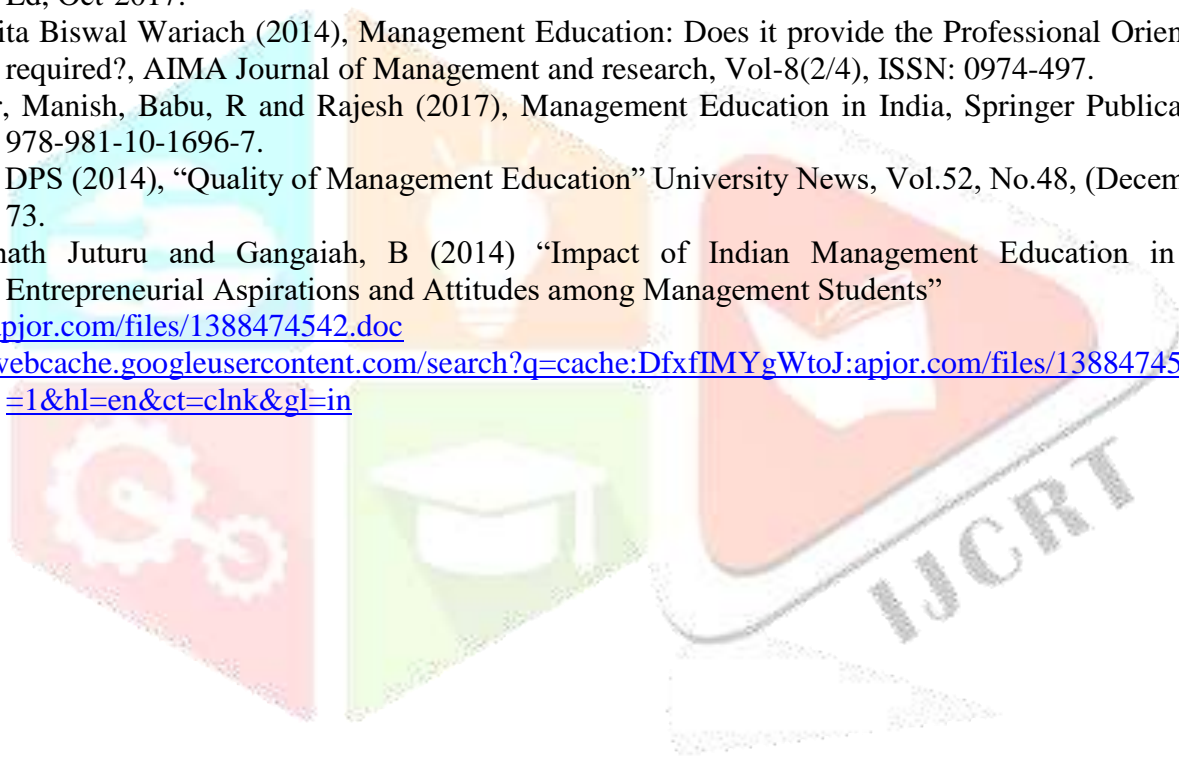 Ed, Oct-2017.
ita Biswal Wariach (2014), Management Education: Does it provide the Professional Orien
required?, AIMA Journal of Management and research, Vol-8(2/4), ISSN: 0974-497.
r, Manish, Babu, R and Rajesh (2017), Management Education in India, Springer Publica
978-981-10-1696-7.
DPS (2014), “Quality of Management Education” University News, Vol.52, No.48, (Decem
73.
nath Juturu and Gangaiah, B (2014) “Impact of Indian Management Education in
Entrepreneurial Aspirations and Attitudes among Management Students”
pjor.com/files/1388474542.doc
webcache.googleusercontent.com/search?q=cache:DfxfIMYgWtoJ:apjor.com/files/13884745
=1&hl=en&ct=clnk&gl=in
IJCRT